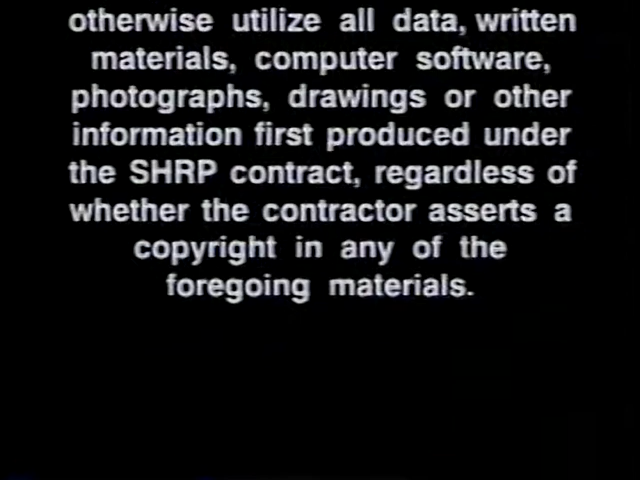 otherwise utilize all data, written
materials, computer software,
photographs, drawings or other
information first produced under
the SHRP contract, regardless of
whether the contractor asserts a
copyright in any of the
foregoing materials.